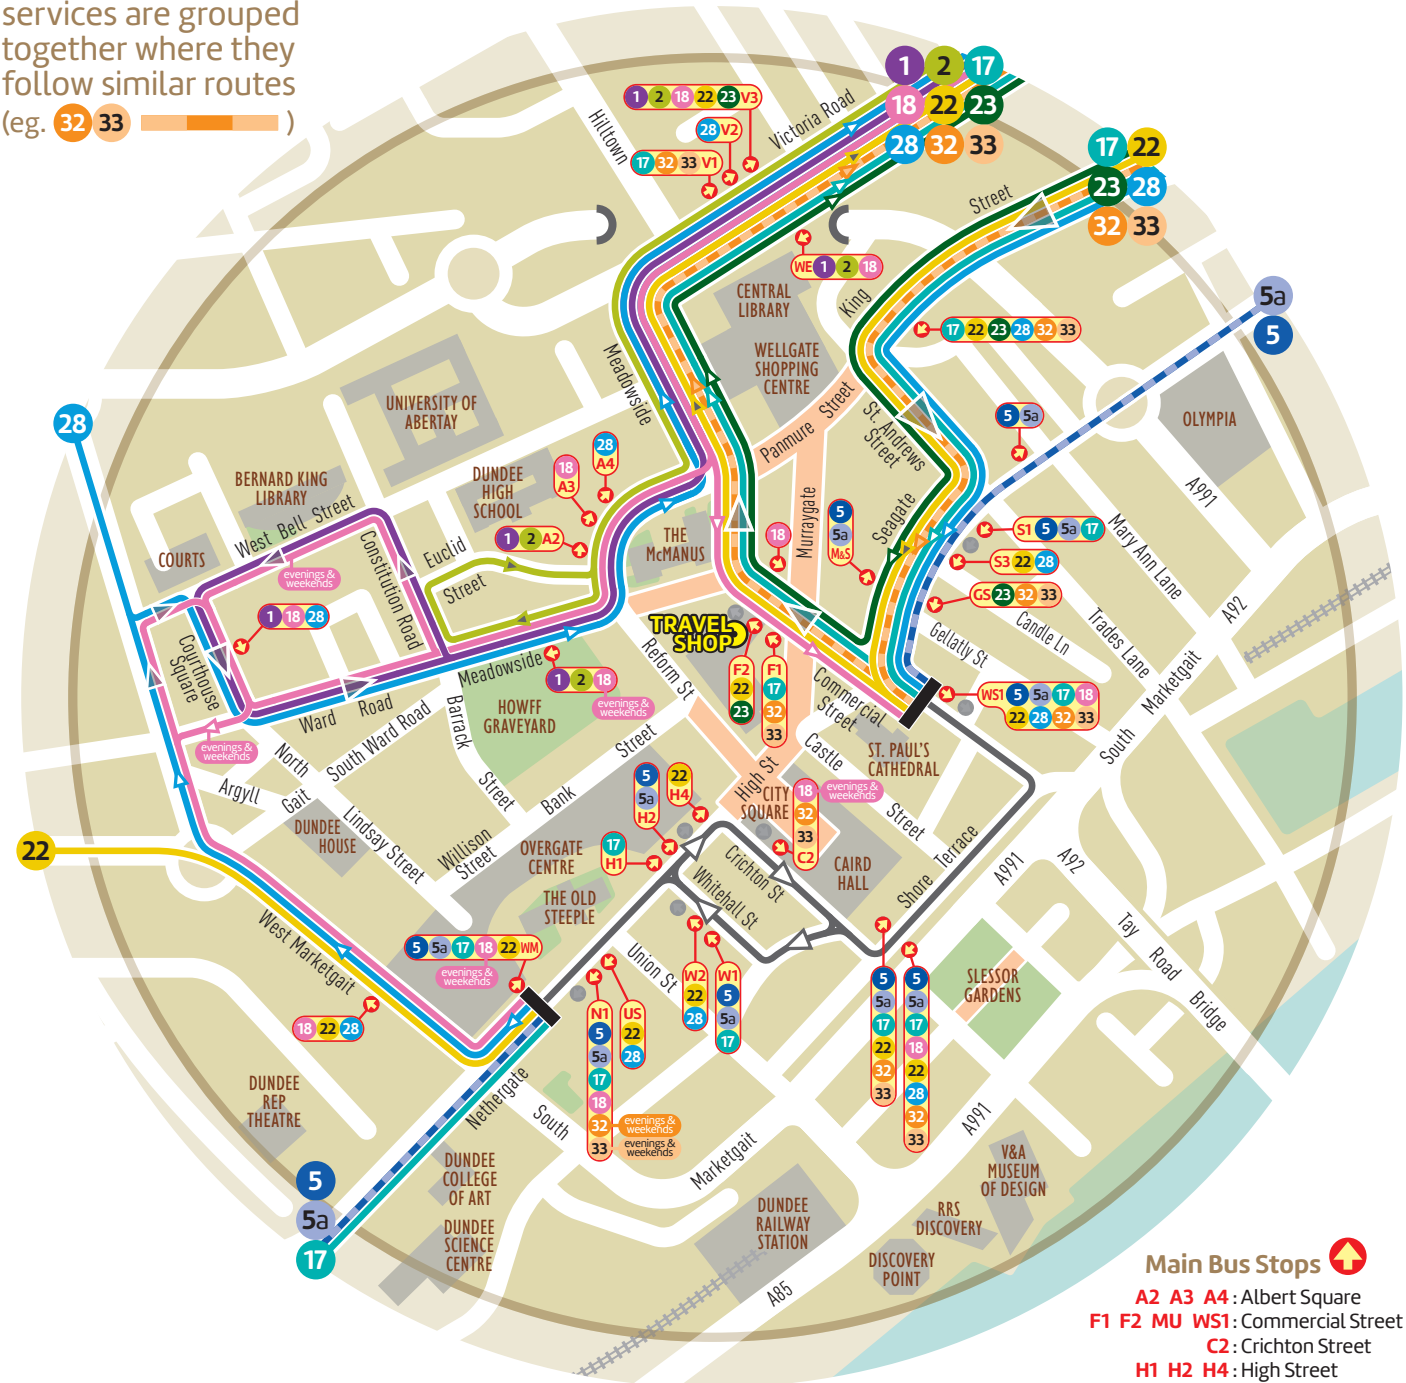 services are grouped
together where they
follow similar routes
(eg. 32 33 )
1 2 17
18 22 23
28 32 33
17 22
23 28
32 33
5a
5
28
22
5
5a
17
1 2 18 22 23 V3
28 V2
17 32 33 V1
Hilltown
Victoria Road
Street
King
WE 1 2 18
CENTRAL
LIBRARY
WELLGATE
SHOPPING
CENTRE
17 22 23 28 32 33
5 5a
OLYMPIA
A991
Meadowside
UNIVERSITY OF
ABERTAY
Panmure Street
St. Andrews
Street
BERNARD KING
LIBRARY
West Bell Street
DUNDEE
HIGH
SCHOOL
18
A3
28
A4
1 2 A2
COURTS
evenings &
weekends
Constitution Road
Euclid
Street
THE
McMANUS
18
Murraygate
5
5a
M&S
Seagate
S1 5 5a 17
S3 22 28
GS 23 32 33
Mary Ann Lane
Trades Lane
Candle Ln
Gellatly St
A92
South Marketgait
1 18 28
Courthouse
Square
Meadowside
1 2 18
evenings &
weekends
HOWFF
GRAVEYARD
Barrack
Street
Ward Road
South Ward Road
evenings &
weekends
North
Gait
Argyll
Lindsay Street
DUNDEE
HOUSE
Willison
Street
Bank
Street
TRAVEL
SHOP
Reform St
F2
22
23
F1
17
32
33
Commercial
Street
ST. PAUL'S
CATHEDRAL
WS1 5 5a 17 18
22 28 32 33
Castle
Street
High St
CITY
SQUARE
18 evenings &
weekends
32
33
C2
CAIRD
HALL
Shore Terrace
5
5a
H2
22
H4
17
H1
OVERGATE
CENTRE
THE OLD
STEEPLE
Crichton St
Whitehall St
Union St
A991
A92
Tay Road Bridge
SLESSOR
GARDENS
West Marketgait
5 5a 17 18 22 WM
evenings &
weekends
18 22 28
N1
5
5a
17
18
32 evenings &
weekends
33 evenings &
weekends
US
22
28
W2
22
28
W1
5
5a
17
5
5a
17
22
32
33
5
5a
17
18
22
28
32
33
Nethergate
South
Marketgait
DUNDEE
REP
THEATRE
DUNDEE
COLLEGE
OF ART
DUNDEE
SCIENCE
CENTRE
DUNDEE
RAILWAY
STATION
A85
A991
V&A
MUSEUM
OF DESIGN
RRS
DISCOVERY
DISCOVERY
POINT
Main Bus Stops
A2 A3 A4 : Albert Square
F1 F2 MU WS1 : Commercial Street
C2 : Crichton Street
H1 H2 H4 : High Street